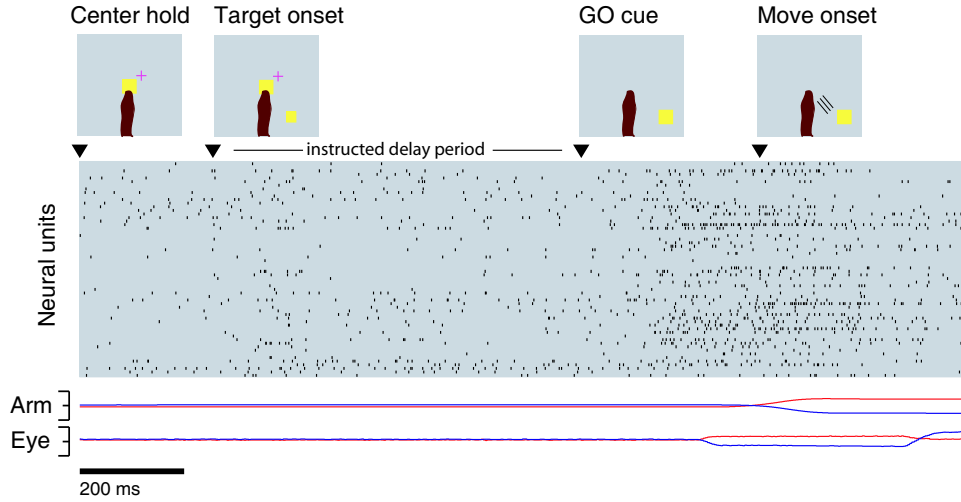 Center hold
Target onset
GO cue
Move onset
instructed delay period
Neural units
Arm
Eye
200 ms